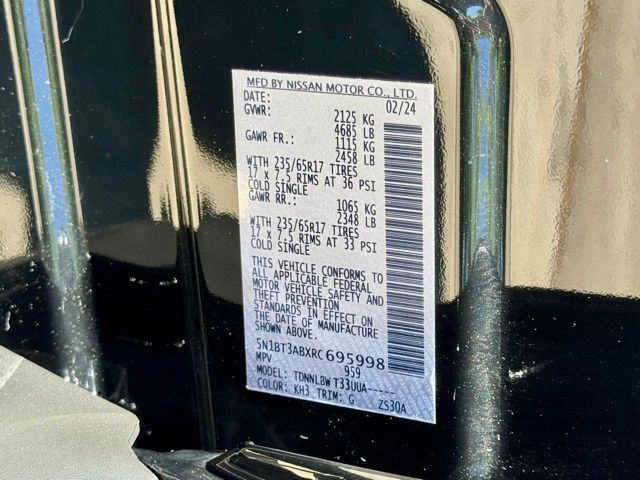 MFD BY NISSAN MOTOR CO., LTD.
DATE: 02/24
GVWR: 2125 KG
4685 LB
GAWR FR.: 1115 KG
2458 LB
WITH 235/65R17 TIRES
17 x 7.5 RIMS AT 36 PSI
COLD SINGLE
GAWR RR.: 1065 KG
2348 LB
WITH 235/65R17 TIRES
17 x 7.5 RIMS AT 33 PSI
COLD SINGLE
THIS VEHICLE CONFORMS TO
ALL APPLICABLE FEDERAL
MOTOR VEHICLE SAFETY AND
THEFT PREVENTION
STANDARDS IN EFFECT ON
THE DATE OF MANUFACTURE
SHOWN ABOVE.
5N1BT3ABXRC695998
MPV 959
MODEL: TDNNLBW T33UUA-----
COLOR: KH3 TRIM: G ZS30A